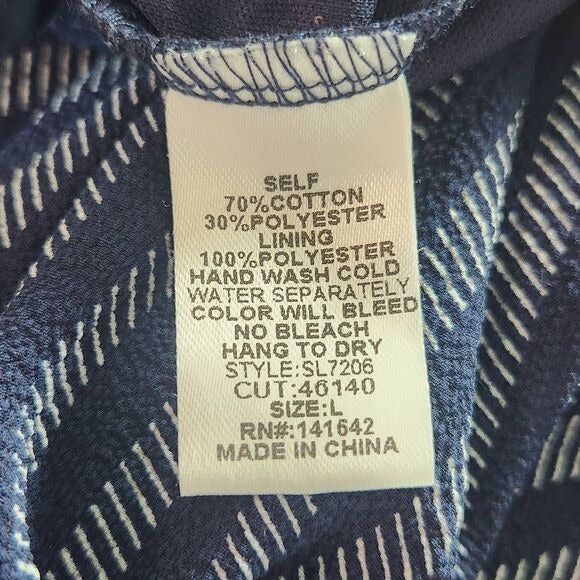 SELF
70%COTTON
30%POLYESTER
LINING
100%POLYESTER
HAND WASH COLD
WATER SEPARATELY
COLOR WILL BLEED
NO BLEACH
HANG TO DRY
STYLE:SL7206
CUT:46140
SIZE:L
RN#:141642
MADE IN CHINA